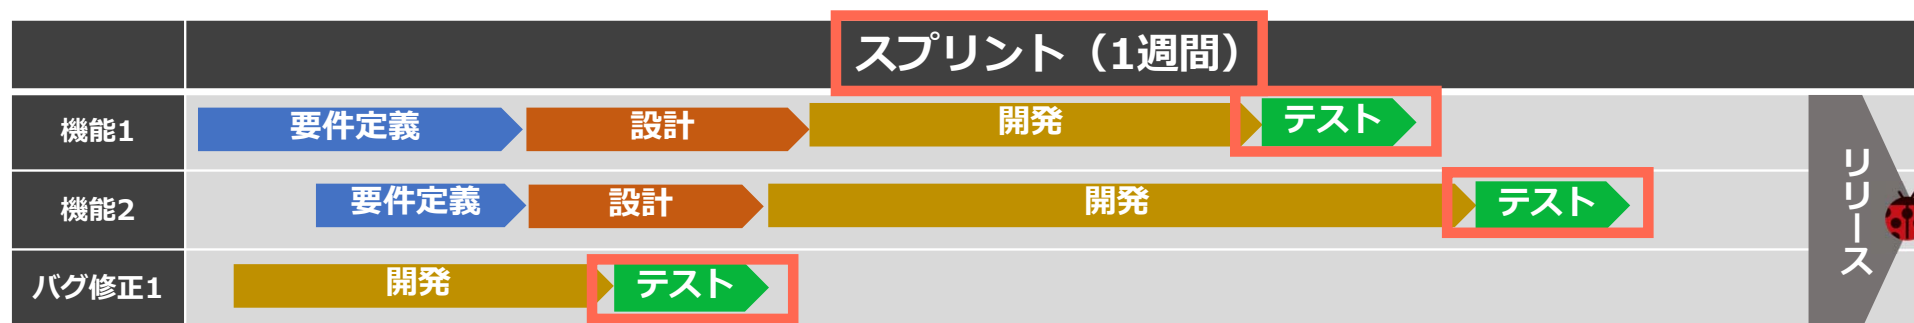 スプリント（1週間）
機能1
要件定義
設計
開発
テスト
機能2
要件定義
設計
開発
テスト
バグ修正1
開発
テスト
リリース